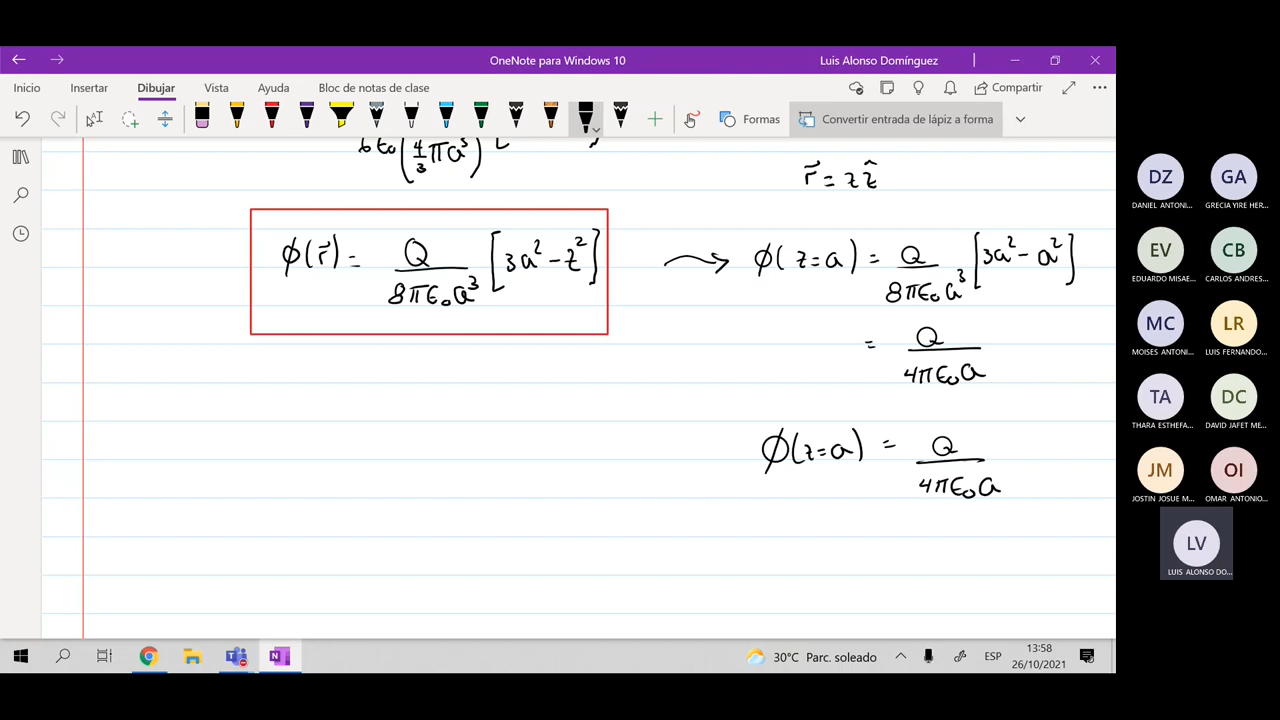 OneNote para Windows 10
Luis Alonso Domínguez
Inicio Insertar Dibujar Vista Ayuda Bloc de notas de clase
Compartir
Formas
Convertir entrada de lápiz a forma
6ε₀(4/3 πa³)
r⃗ = z ẑ
ϕ(r⃗) = Q / 8πε₀a³ [3a² − z²]
ϕ(z=a) = Q / 8πε₀a³ [3a² − a²]
= Q / 4πε₀a
ϕ(z=a) = Q / 4πε₀a
DZ GA
DANIEL ANTONI... GRECIA YIRE HER...
EV CB
EDUARDO MISAE... CARLOS ANDRES...
MC LR
MOISES ANTONI... LUIS FERNANDO...
TA DC
THARA ESTHEFA... DAVID JAFET ME...
JM OI
JOSTIN JOSUE M... OMAR ANTONIO...
LV
LUIS ALONSO DO...
30°C Parc. soleado
ESP
13:58
26/10/2021